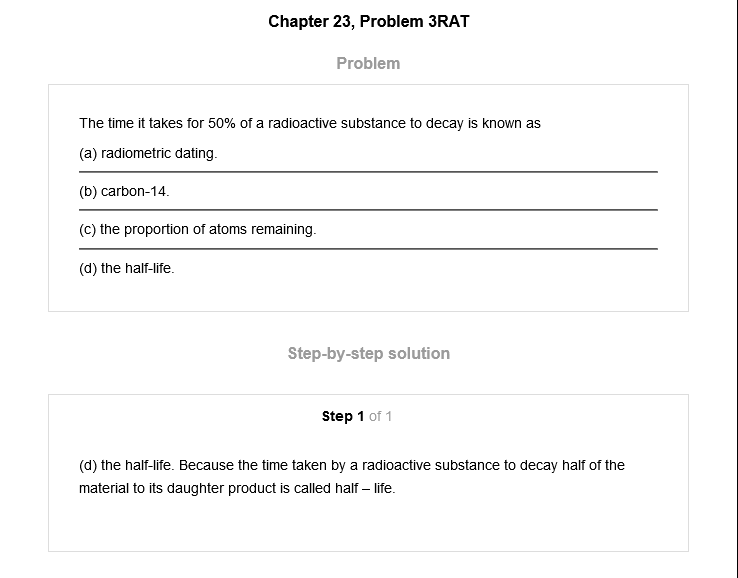 Chapter 23, Problem 3RAT
Problem
The time it takes for 50% of a radioactive substance to decay is known as
(a) radiometric dating.
(b) carbon-14.
(c) the proportion of atoms remaining.
(d) the half-life.
Step-by-step solution
Step 1 of 1
(d) the half-life. Because the time taken by a radioactive substance to decay half of the
material to its daughter product is called half – life.